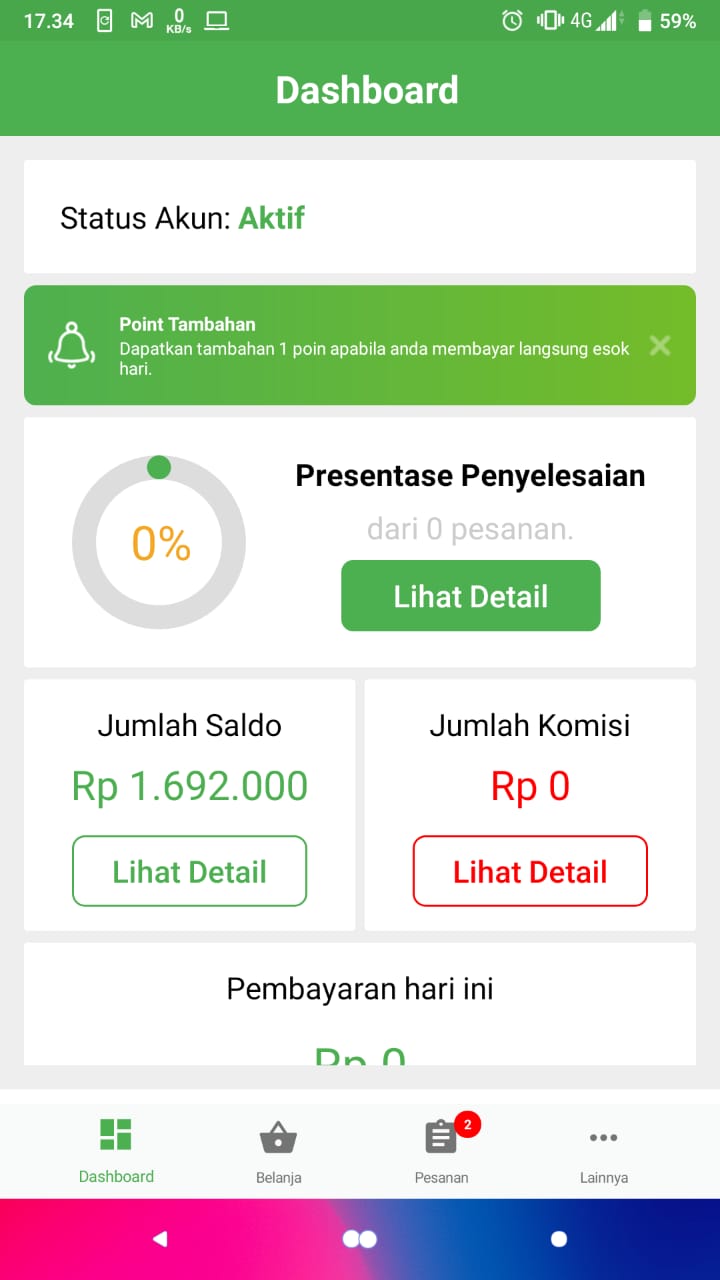 17.34 0 KB/s 4G 59%
Dashboard
Status Akun: Aktif
Point Tambahan
Dapatkan tambahan 1 poin apabila anda membayar langsung esok
hari.
0%
Presentase Penyelesaian
dari 0 pesanan.
Lihat Detail
Jumlah Saldo
Rp 1.692.000
Lihat Detail
Jumlah Komisi
Rp 0
Lihat Detail
Pembayaran hari ini
Rp 0
Dashboard
Belanja
2
Pesanan
Lainnya